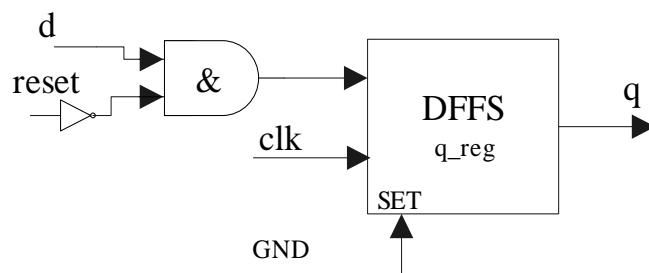 d
reset
&
clk
DFFS
q_reg
SET
q
GND